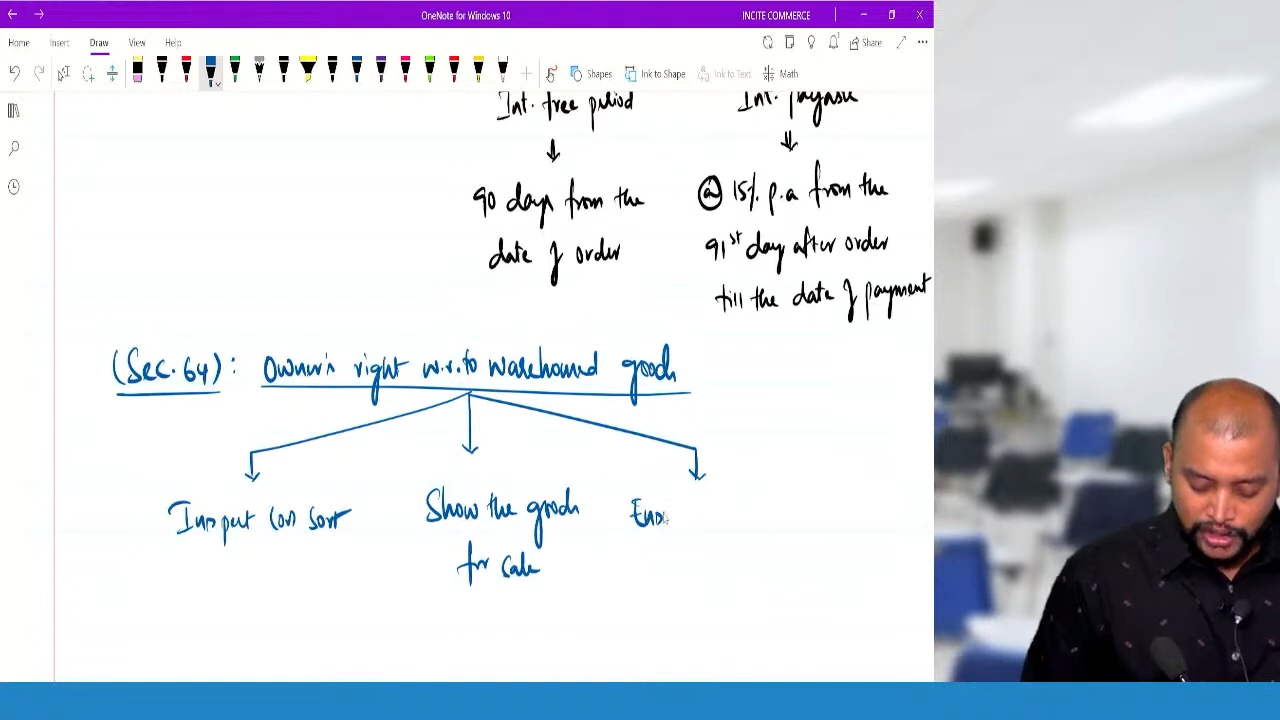 OneNote for Windows 10
INCITE COMMERCE
Home Insert Draw View Help
Share
Shapes Ink to Shape Ink to Text Math
Int. free period
Int. payable
90 days from the
date of order
@ 15% p.a from the
91st day after order
till the date of payment
(Sec. 64): Owner's right w.r.to warehoused goods
Inspect (or) Sort
Show the goods
for sale
Ens